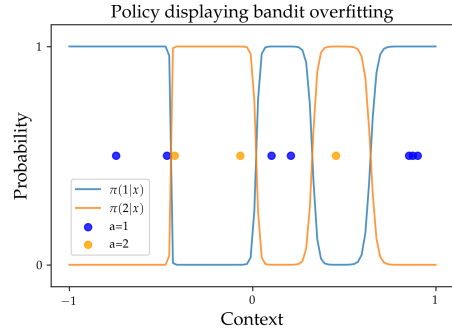 Policy displaying bandit overfitting
1
Probability
0
π(1|x)
π(2|x)
a=1
a=2
−1
0
1
Context